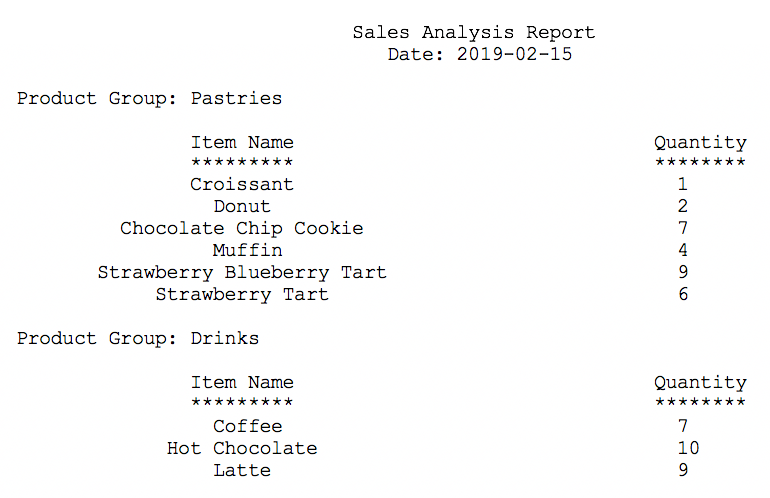 Sales Analysis Report
Date: 2019-02-15
Product Group: Pastries
Item Name Quantity
********* ********
Croissant 1
Donut 2
Chocolate Chip Cookie 7
Muffin 4
Strawberry Blueberry Tart 9
Strawberry Tart 6
Product Group: Drinks
Item Name Quantity
********* ********
Coffee 7
Hot Chocolate 10
Latte 9